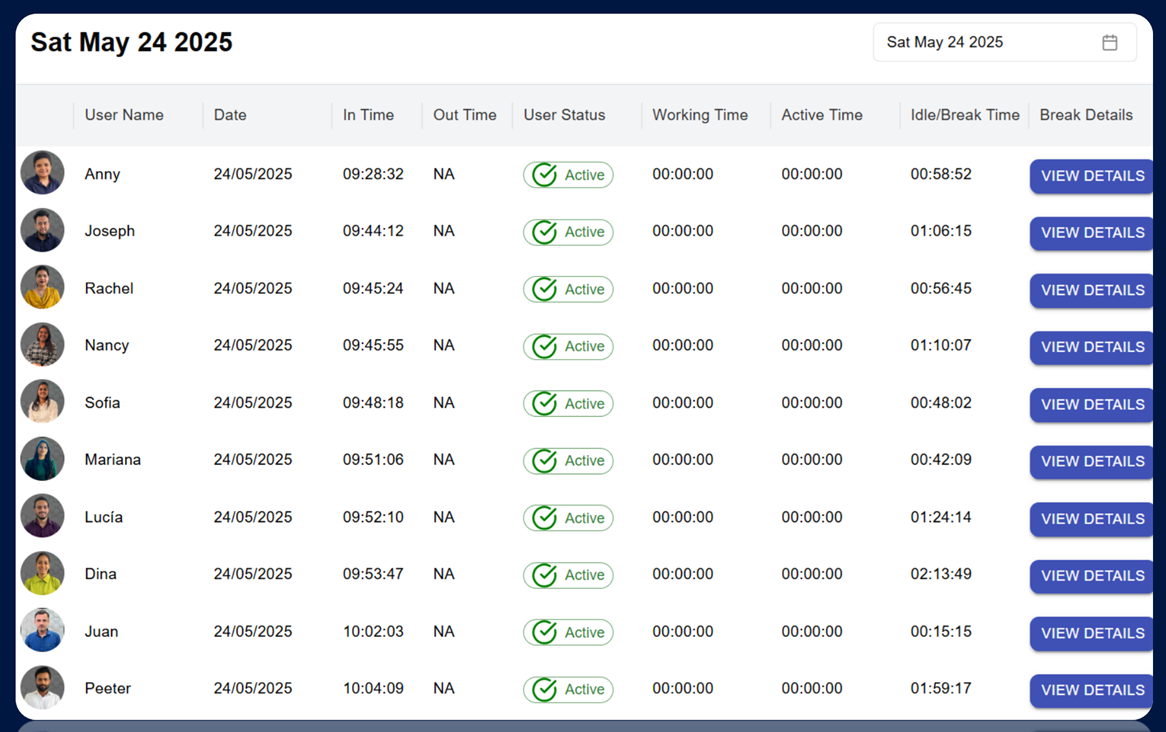 Sat May 24 2025
Sat May 24 2025
User Name Date In Time Out Time User Status Working Time Active Time Idle/Break Time Break Details
Anny 24/05/2025 09:28:32 NA Active 00:00:00 00:00:00 00:58:52 VIEW DETAILS
Joseph 24/05/2025 09:44:12 NA Active 00:00:00 00:00:00 01:06:15 VIEW DETAILS
Rachel 24/05/2025 09:45:24 NA Active 00:00:00 00:00:00 00:56:45 VIEW DETAILS
Nancy 24/05/2025 09:45:55 NA Active 00:00:00 00:00:00 01:10:07 VIEW DETAILS
Sofia 24/05/2025 09:48:18 NA Active 00:00:00 00:00:00 00:48:02 VIEW DETAILS
Mariana 24/05/2025 09:51:06 NA Active 00:00:00 00:00:00 00:42:09 VIEW DETAILS
Lucía 24/05/2025 09:52:10 NA Active 00:00:00 00:00:00 01:24:14 VIEW DETAILS
Dina 24/05/2025 09:53:47 NA Active 00:00:00 00:00:00 02:13:49 VIEW DETAILS
Juan 24/05/2025 10:02:03 NA Active 00:00:00 00:00:00 00:15:15 VIEW DETAILS
Peeter 24/05/2025 10:04:09 NA Active 00:00:00 00:00:00 01:59:17 VIEW DETAILS